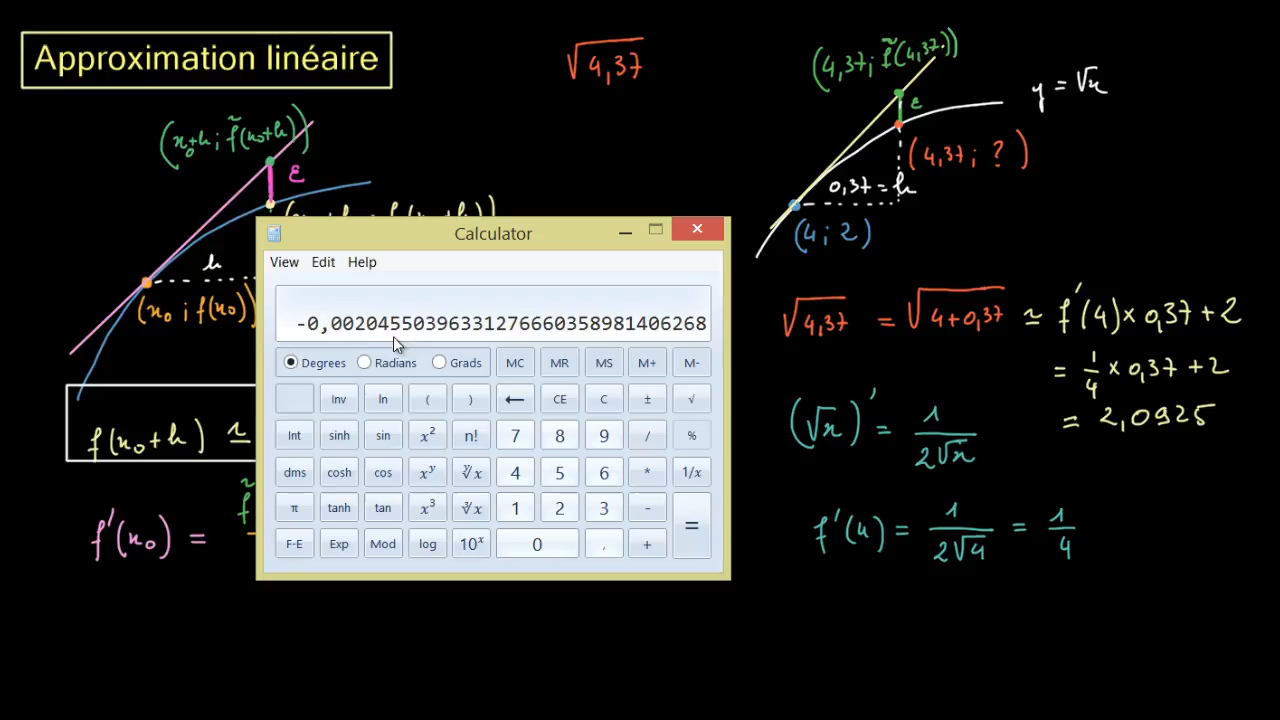 Approximation linéaire
√4,37
(4,37 ; f̃(4,37))
ε
y = √x
(4,37 ; ? )
0,37 = h
(4 ; 2)
(x₀+h ; f̃(x₀+h))
ε
h
(x₀ ; f(x₀))
f(x₀+h) ≃
f'(x₀) =
f̃
√4,37 = √4+0,37 ≃ f'(4) × 0,37 + 2
= 1/4 × 0,37 + 2
= 2,0925
(√x)' = 1/2√x
f'(4) = 1/2√4 = 1/4
Calculator
View Edit Help
-0,00204550396331276660358981406268
Degrees Radians Grads MC MR MS M+ M-
Inv ln ( ) ← CE C ± √
Int sinh sin x² n! 7 8 9 / %
dms cosh cos xʸ ʸ√x 4 5 6 * 1/x
π tanh tan x³ ³√x 1 2 3 - =
F-E Exp Mod log 10ˣ 0 , +